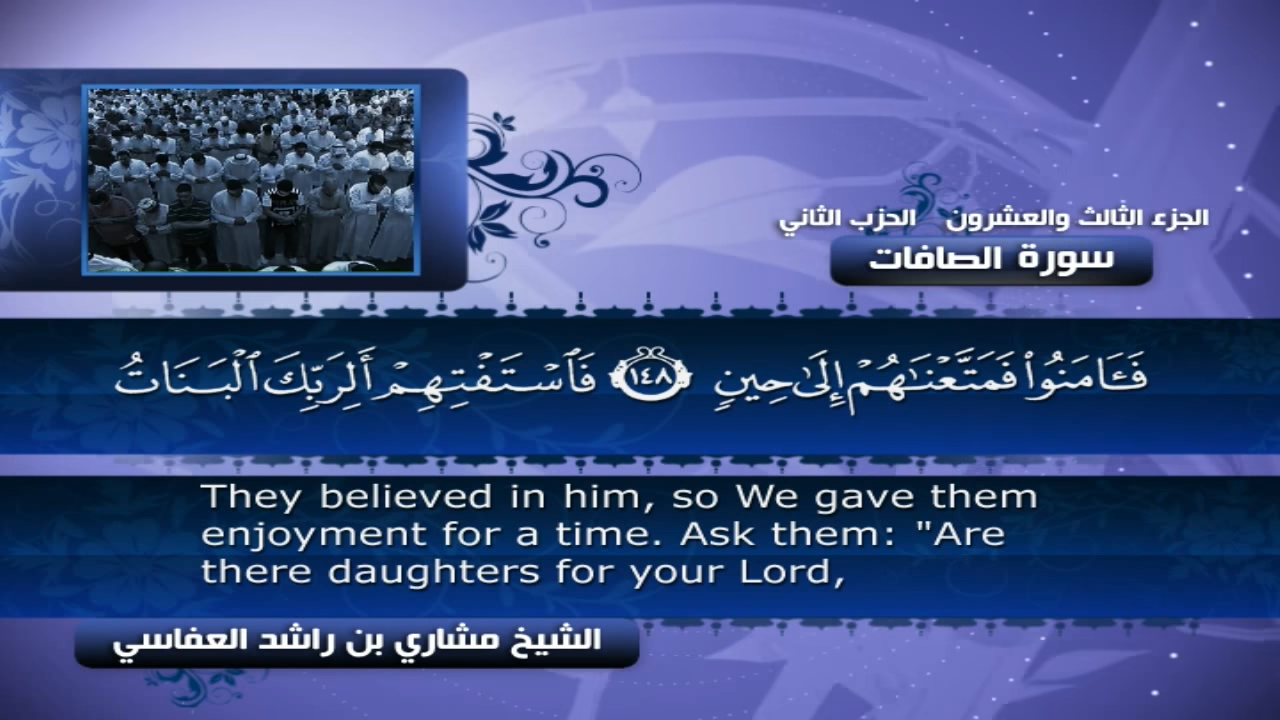 الجزء الثالث والعشرون الحزب الثاني
سورة الصافات
فَـَٔامَنُوا۟ فَمَتَّعْنَـٰهُمْ إِلَىٰ حِينٍ ١٤٨ فَٱسْتَفْتِهِمْ أَلِرَبِّكَ ٱلْبَنَاتُ
They believed in him, so We gave them
enjoyment for a time. Ask them: "Are
there daughters for your Lord,
الشيخ مشاري بن راشد العفاسي